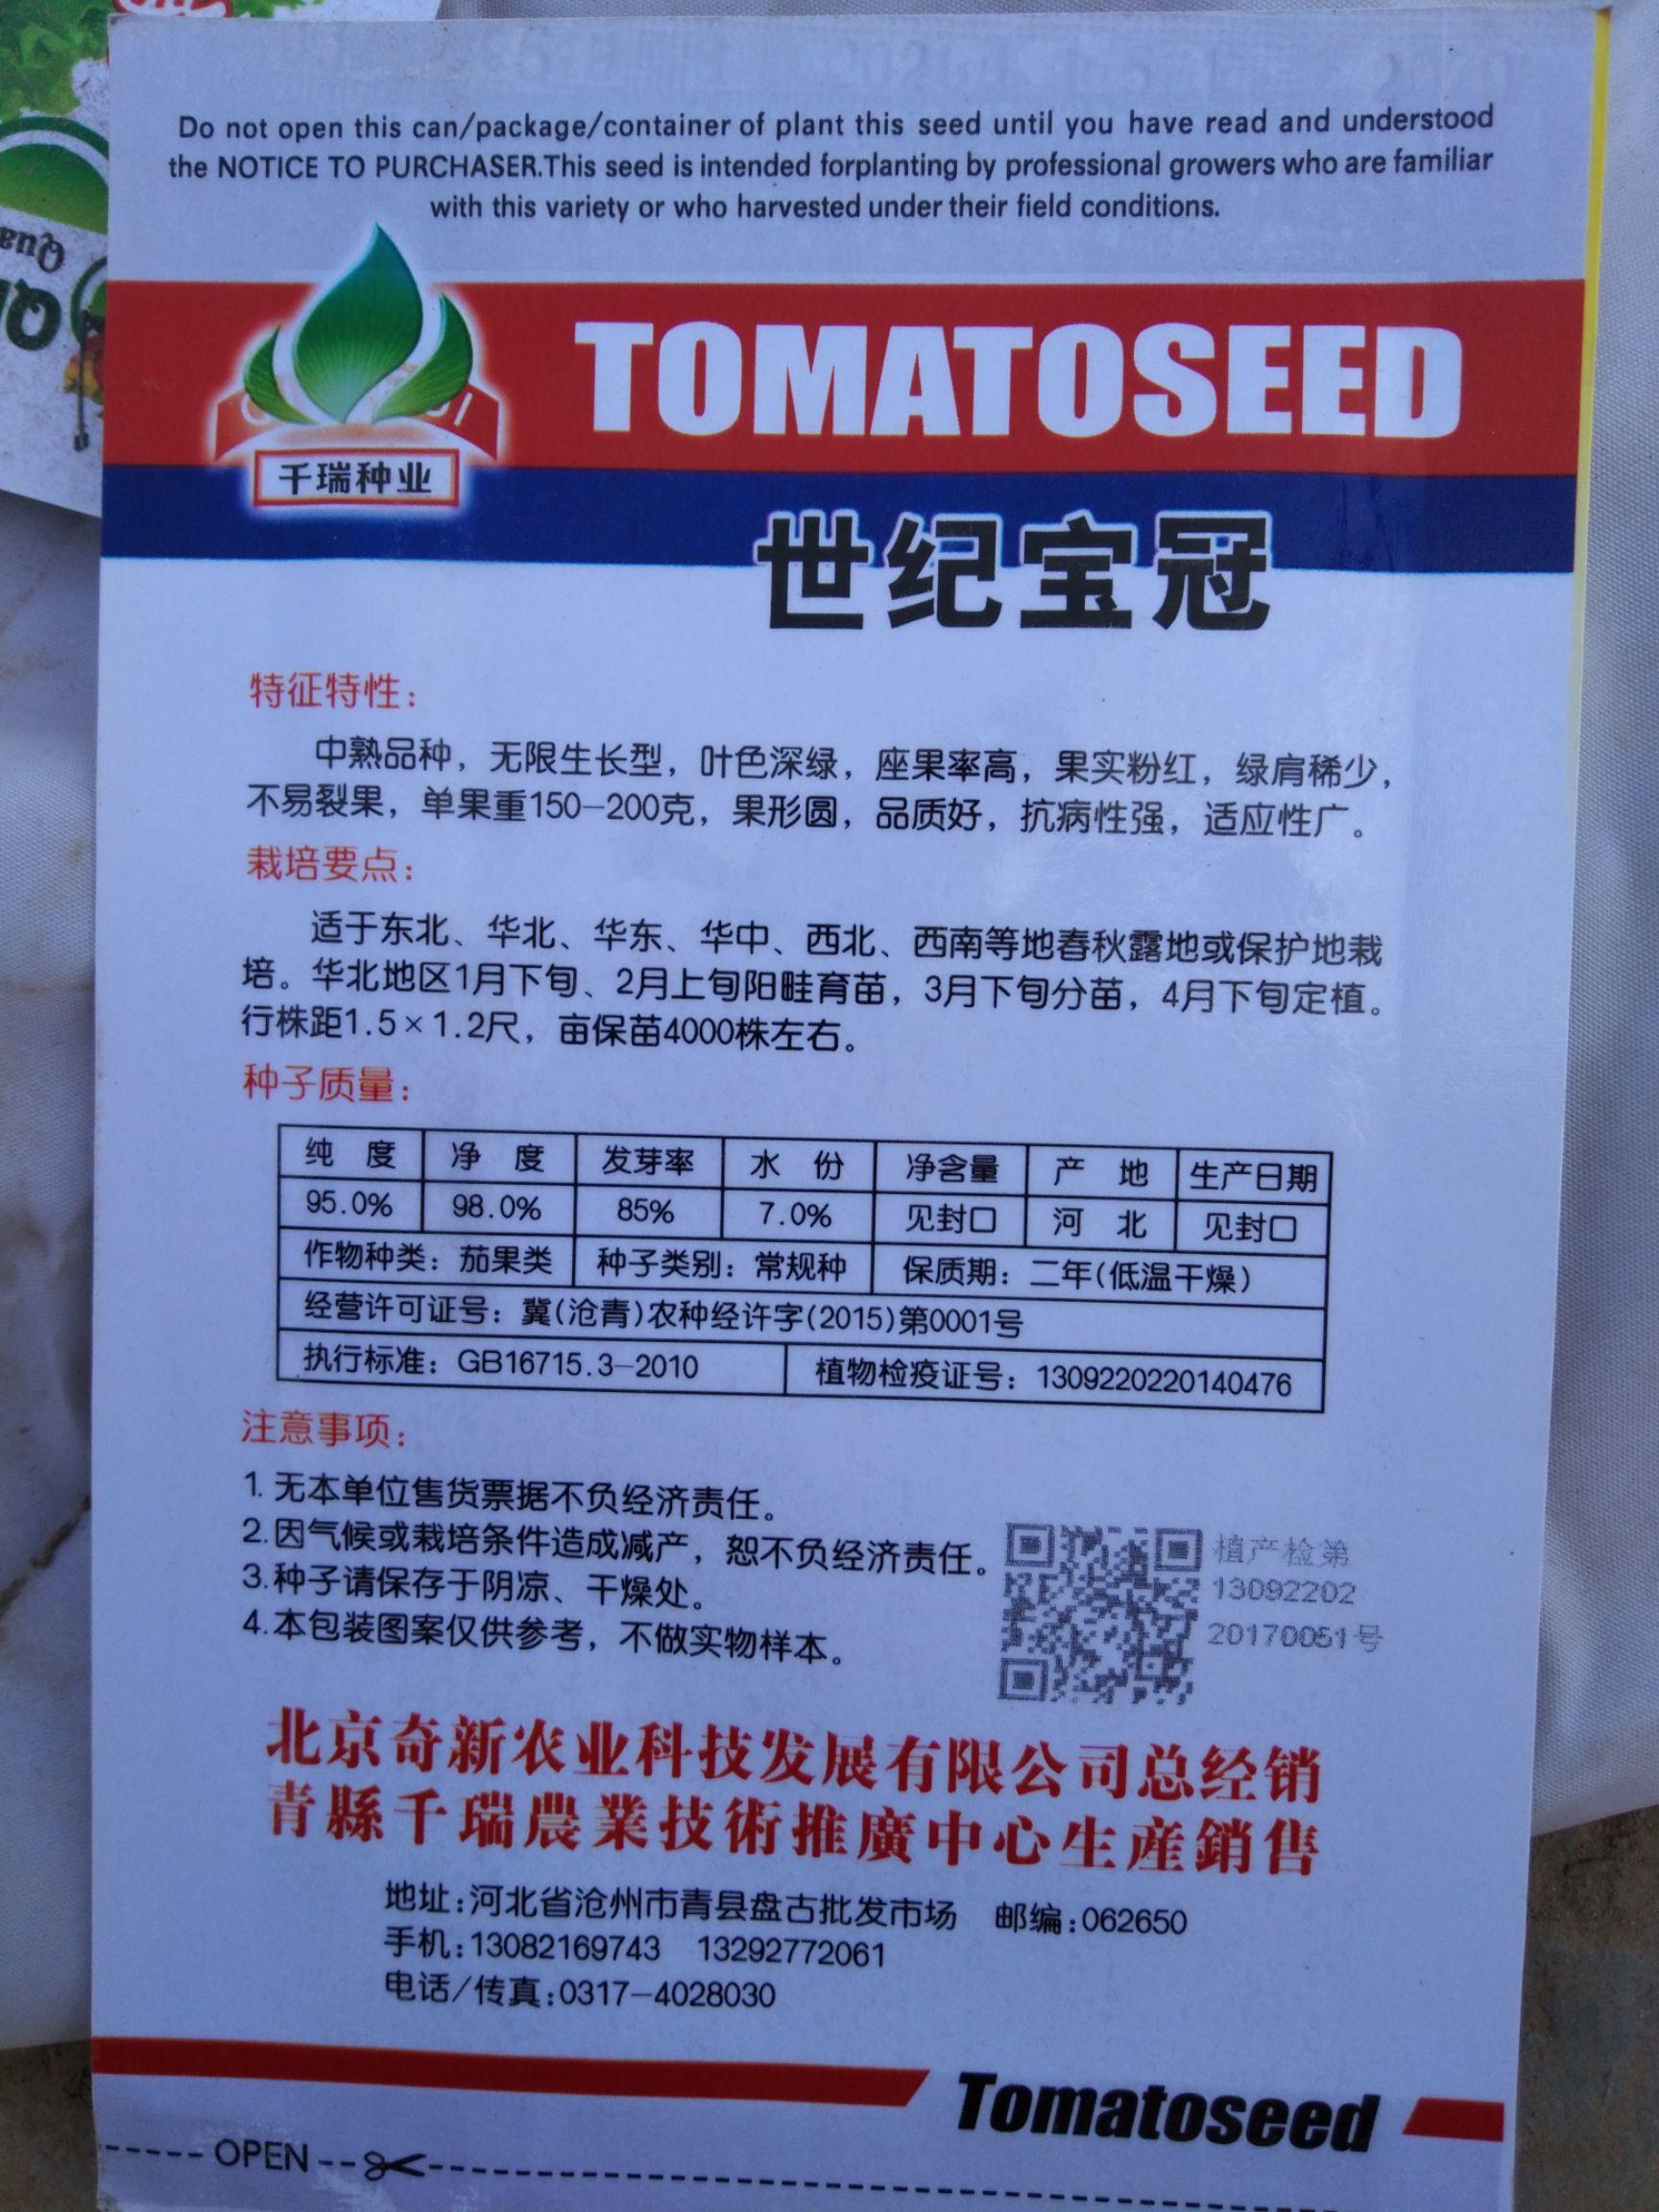 Do not open this can/package/container of plant this seed until you have read and understood
the NOTICE TO PURCHASER.This seed is intended forplanting by professional growers who are familiar
with this variety or who harvested under their field conditions.
TOMATOSEED
千瑞种业
世纪宝冠
特征特性：
中熟品种，无限生长型，叶色深绿，座果率高，果实粉红，绿肩稀少，
不易裂果，单果重150-200克，果形圆，品质好，抗病性强，适应性广。
栽培要点：
适于东北、华北、华东、华中、西北、西南等地春秋露地或保护地栽
培。华北地区1月下旬、2月上旬阳畦育苗，3月下旬分苗，4月下旬定植。
行株距1.5×1.2尺，亩保苗4000株左右。
种子质量：
纯 度 净 度 发芽率 水 份 净含量 产 地 生产日期
95.0% 98.0% 85% 7.0% 见封口 河 北 见封口
作物种类：茄果类 种子类别：常规种 保质期：二年(低温干燥)
经营许可证号：冀(沧青)农种经许字(2015)第0001号
执行标准：GB16715.3-2010 植物检疫证号：1309220220140476
注意事项：
1.无本单位售货票据不负经济责任。
2.因气候或栽培条件造成减产，恕不负经济责任。
3.种子请保存于阴凉、干燥处。
4.本包装图案仅供参考，不做实物样本。
植产检第
13092202
20170051号
北京奇新农业科技发展有限公司总经销
青縣千瑞農業技術推廣中心生産銷售
地址:河北省沧州市青县盘古批发市场 邮编:062650
手机:13082169743 13292772061
电话/传真:0317-4028030
Tomatoseed
OPEN